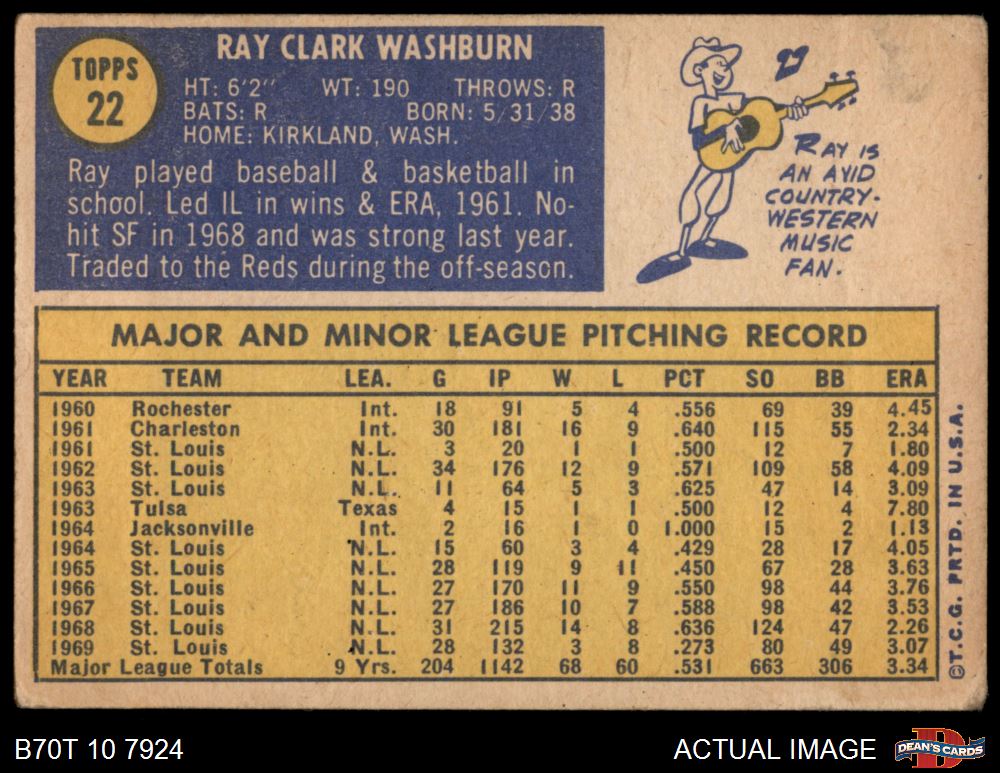 TOPPS
22
RAY CLARK WASHBURN
HT: 6'2" WT: 190 THROWS: R
BATS: R BORN: 5/31/38
HOME: KIRKLAND, WASH.
Ray played baseball & basketball in
school. Led IL in wins & ERA, 1961. No-
hit SF in 1968 and was strong last year.
Traded to the Reds during the off-season.
RAY IS
AN AVID
COUNTRY-
WESTERN
MUSIC
FAN.
MAJOR AND MINOR LEAGUE PITCHING RECORD
YEAR TEAM LEA. G IP W L PCT SO BB ERA
1960 Rochester Int. 18 91 5 4 .556 69 39 4.45
1961 Charleston Int. 30 181 16 9 .640 115 55 2.34
1961 St. Louis N.L. 3 20 1 1 .500 12 7 1.80
1962 St. Louis N.L. 34 176 12 9 .571 109 58 4.09
1963 St. Louis N.L. 11 64 5 3 .625 47 14 3.09
1963 Tulsa Texas 4 15 1 1 .500 12 4 7.80
1964 Jacksonville Int. 2 16 1 0 1.000 15 2 1.13
1964 St. Louis N.L. 15 60 3 4 .429 28 17 4.05
1965 St. Louis N.L. 28 119 9 11 .450 67 28 3.63
1966 St. Louis N.L. 27 170 11 9 .550 98 44 3.76
1967 St. Louis N.L. 27 186 10 7 .588 98 42 3.53
1968 St. Louis N.L. 31 215 14 8 .636 124 47 2.26
1969 St. Louis N.L. 28 132 3 8 .273 80 49 3.07
Major League Totals 9 Yrs. 204 1142 68 60 .531 663 306 3.34
©T.C.G. PRTD. IN U.S.A.
B70T 10 7924
ACTUAL IMAGE
DEAN'S CARDS